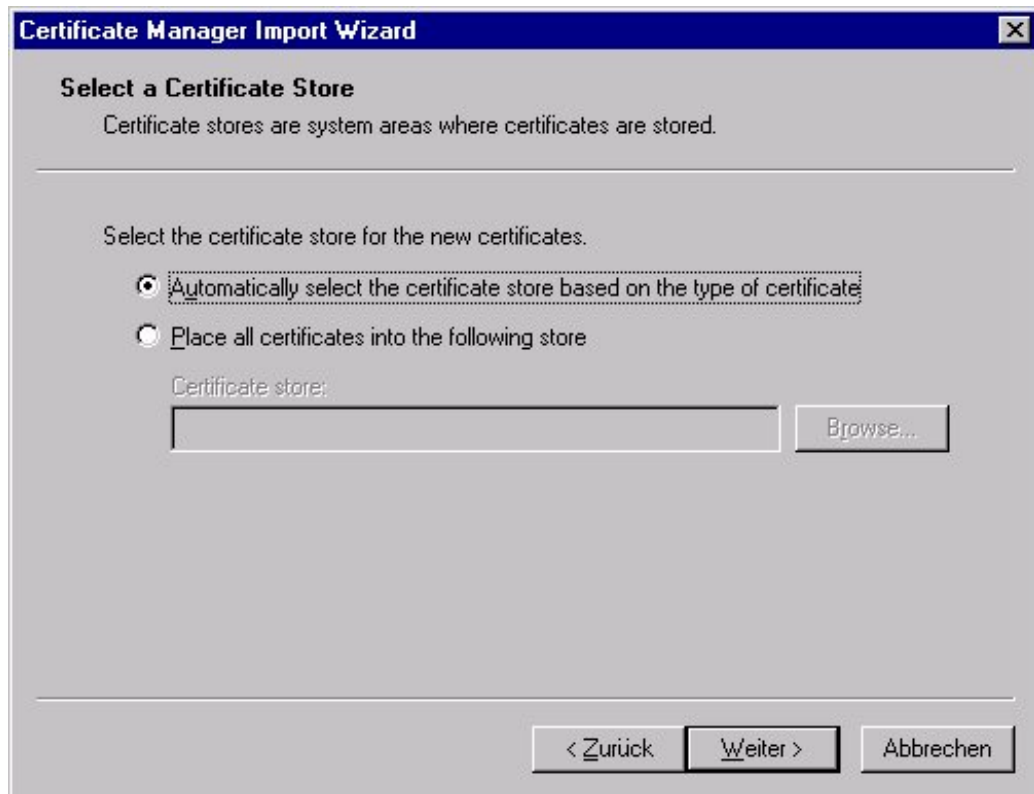 Certificate Manager Import Wizard
Select a Certificate Store
Certificate stores are system areas where certificates are stored.
Select the certificate store for the new certificates.
Automatically select the certificate store based on the type of certificate
Place all certificates into the following store
Certificate store:
Browse...
< Zurück Weiter > Abbrechen